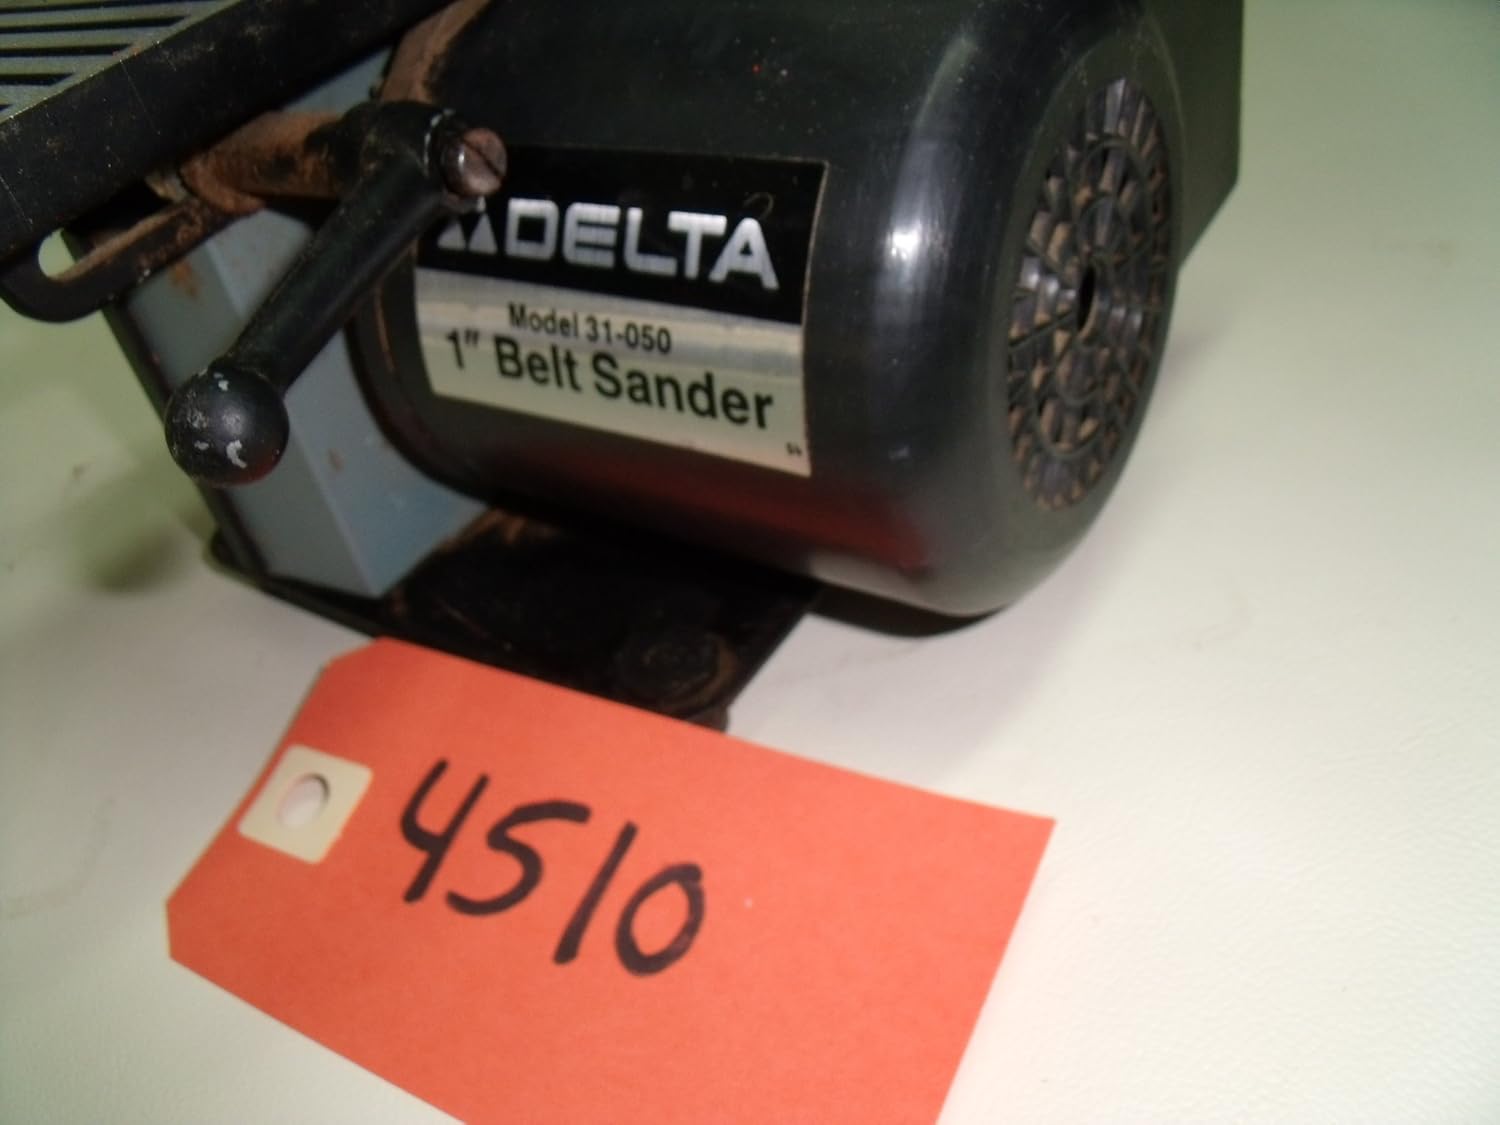 DELTA
Model 31-050
1" Belt Sander
4510